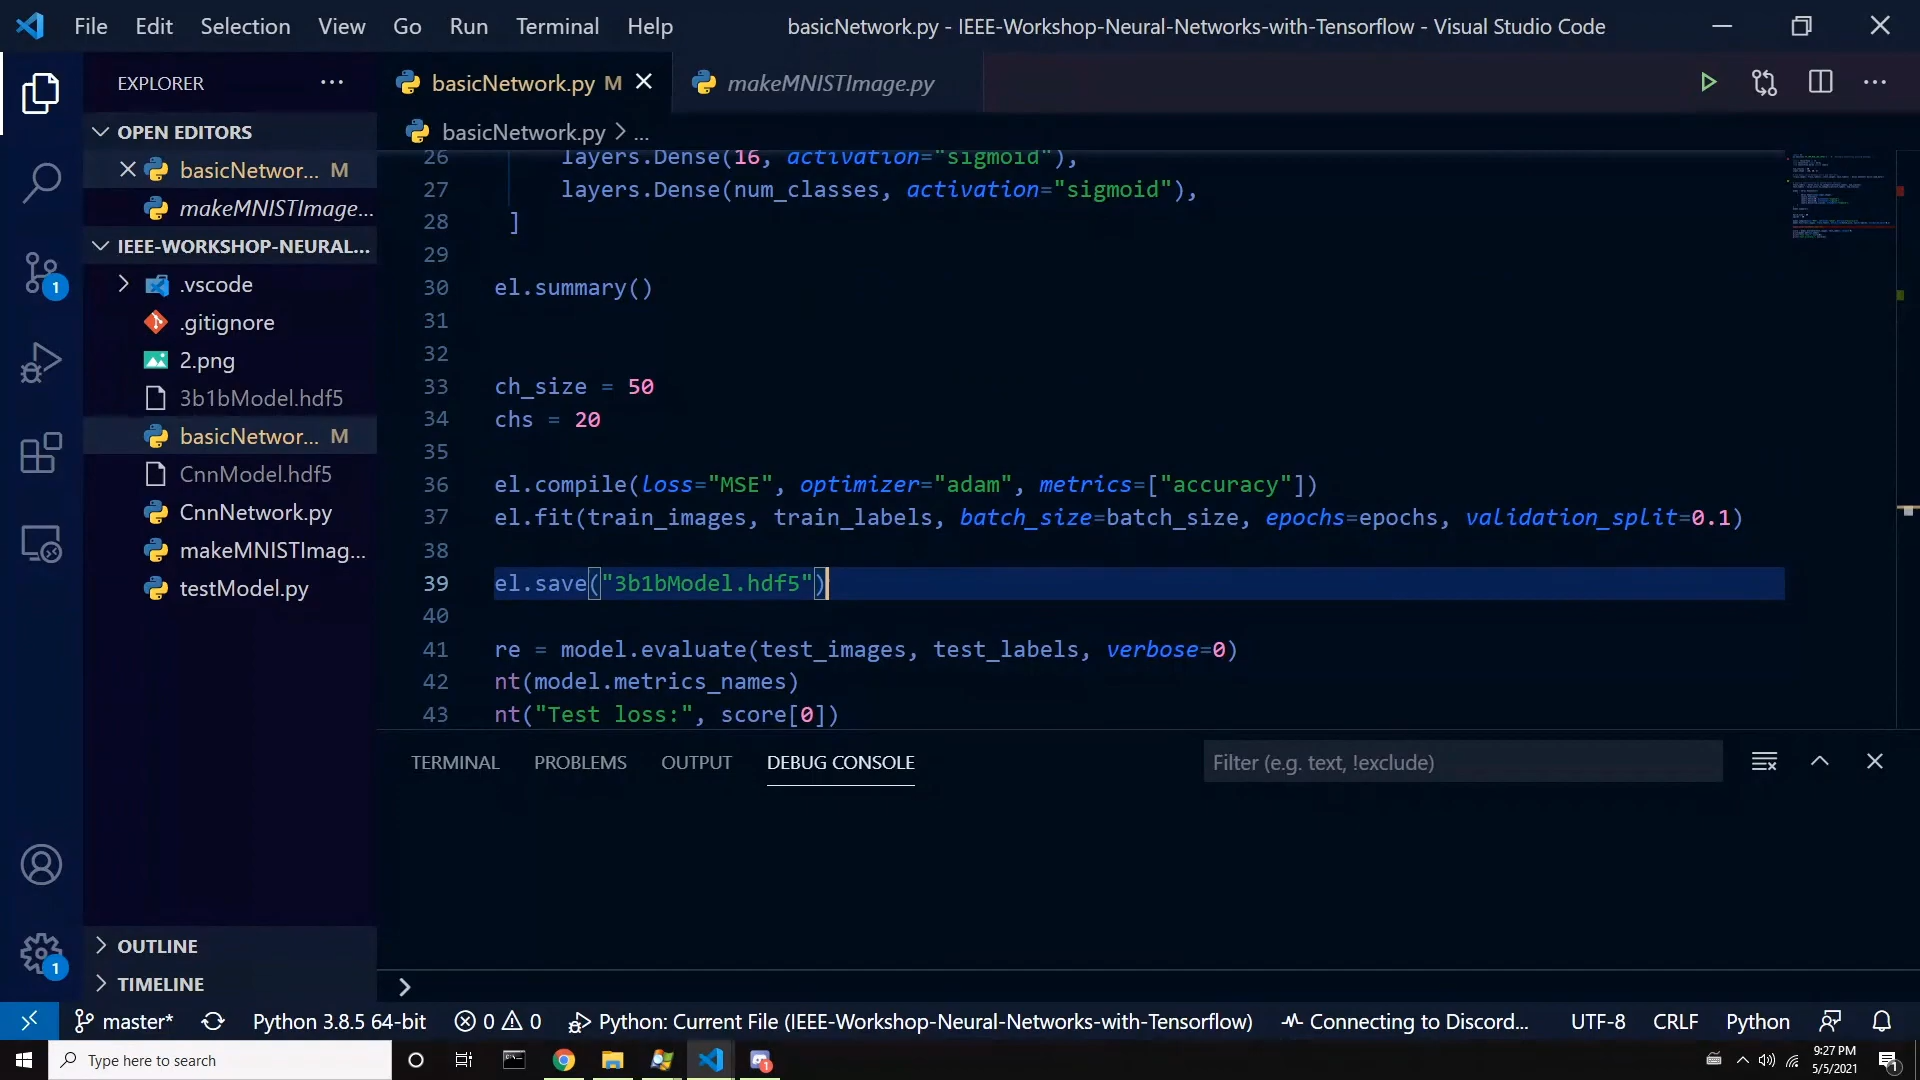 File Edit Selection View Go Run Terminal Help
basicNetwork.py - IEEE-Workshop-Neural-Networks-with-Tensorflow - Visual Studio Code
EXPLORER
basicNetwork.py M
makeMNISTImage.py
OPEN EDITORS
basicNetwor... M
makeMNISTImage...
IEEE-WORKSHOP-NEURAL...
.vscode
.gitignore
2.png
3b1bModel.hdf5
basicNetwor... M
CnnModel.hdf5
CnnNetwork.py
makeMNISTImag...
testModel.py
OUTLINE
TIMELINE
1
1
basicNetwork.py > ...
26 layers.Dense(16, activation="sigmoid"),
27 layers.Dense(num_classes, activation="sigmoid"),
28 ]
29
30 el.summary()
31
32
33 ch_size = 50
34 chs = 20
35
36 el.compile(loss="MSE", optimizer="adam", metrics=["accuracy"])
37 el.fit(train_images, train_labels, batch_size=batch_size, epochs=epochs, validation_split=0.1)
38
39 el.save("3b1bModel.hdf5")
40
41 re = model.evaluate(test_images, test_labels, verbose=0)
42 nt(model.metrics_names)
43 nt("Test loss:", score[0])
TERMINAL PROBLEMS OUTPUT DEBUG CONSOLE
Filter (e.g. text, !exclude)
master* Python 3.8.5 64-bit 0 0 Python: Current File (IEEE-Workshop-Neural-Networks-with-Tensorflow) Connecting to Discord... UTF-8 CRLF Python
Type here to search
1
9:27 PM
5/5/2021
1